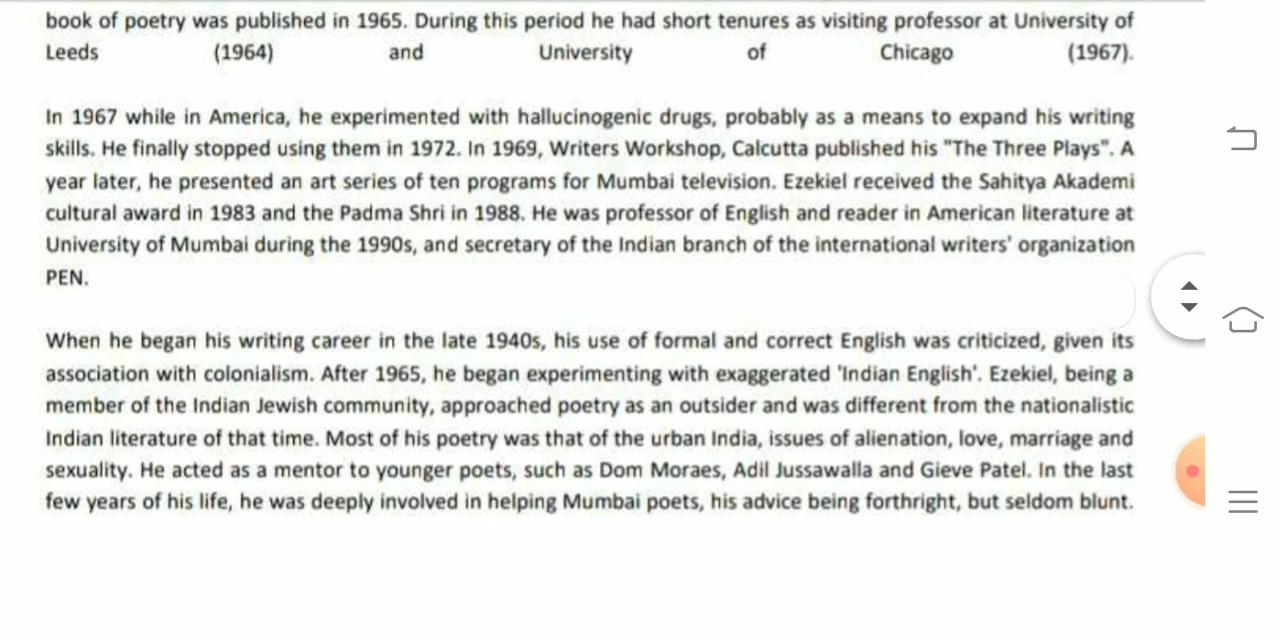 book of poetry was published in 1965. During this period he had short tenures as visiting professor at University of
Leeds (1964) and University of Chicago (1967).
In 1967 while in America, he experimented with hallucinogenic drugs, probably as a means to expand his writing
skills. He finally stopped using them in 1972. In 1969, Writers Workshop, Calcutta published his "The Three Plays". A
year later, he presented an art series of ten programs for Mumbai television. Ezekiel received the Sahitya Akademi
cultural award in 1983 and the Padma Shri in 1988. He was professor of English and reader in American literature at
University of Mumbai during the 1990s, and secretary of the Indian branch of the international writers' organization
PEN.
When he began his writing career in the late 1940s, his use of formal and correct English was criticized, given its
association with colonialism. After 1965, he began experimenting with exaggerated 'Indian English'. Ezekiel, being a
member of the Indian Jewish community, approached poetry as an outsider and was different from the nationalistic
Indian literature of that time. Most of his poetry was that of the urban India, issues of alienation, love, marriage and
sexuality. He acted as a mentor to younger poets, such as Dom Moraes, Adil Jussawalla and Gieve Patel. In the last
few years of his life, he was deeply involved in helping Mumbai poets, his advice being forthright, but seldom blunt.